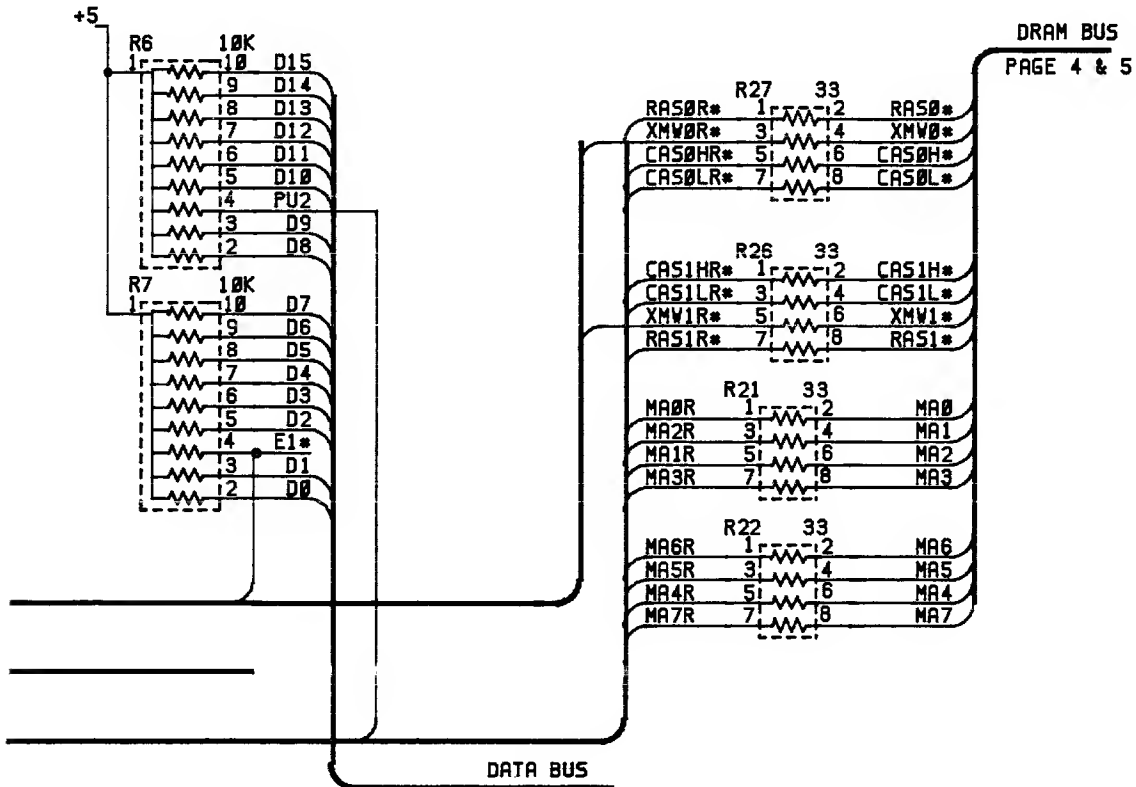 +5
R6 10K
1 10 D15
9 D14
8 D13
7 D12
6 D11
5 D10
4 PU2
3 D9
2 D8
R7 10K
1 10 D7
9 D6
8 D5
7 D4
6 D3
5 D2
4 E1*
3 D1
2 D0
DATA BUS
DRAM BUS
PAGE 4 & 5
R27 33
RAS0R* 1 2 RAS0*
XMW0R* 3 4 XMW0*
CAS0HR* 5 6 CAS0H*
CAS0LR* 7 8 CAS0L*
R26 33
CAS1HR* 1 2 CAS1H*
CAS1LR* 3 4 CAS1L*
XMW1R* 5 6 XMW1*
RAS1R* 7 8 RAS1*
R21 33
MA0R 1 2 MA0
MA2R 3 4 MA1
MA1R 5 6 MA2
MA3R 7 8 MA3
R22 33
MA6R 1 2 MA6
MA5R 3 4 MA5
MA4R 5 6 MA4
MA7R 7 8 MA7